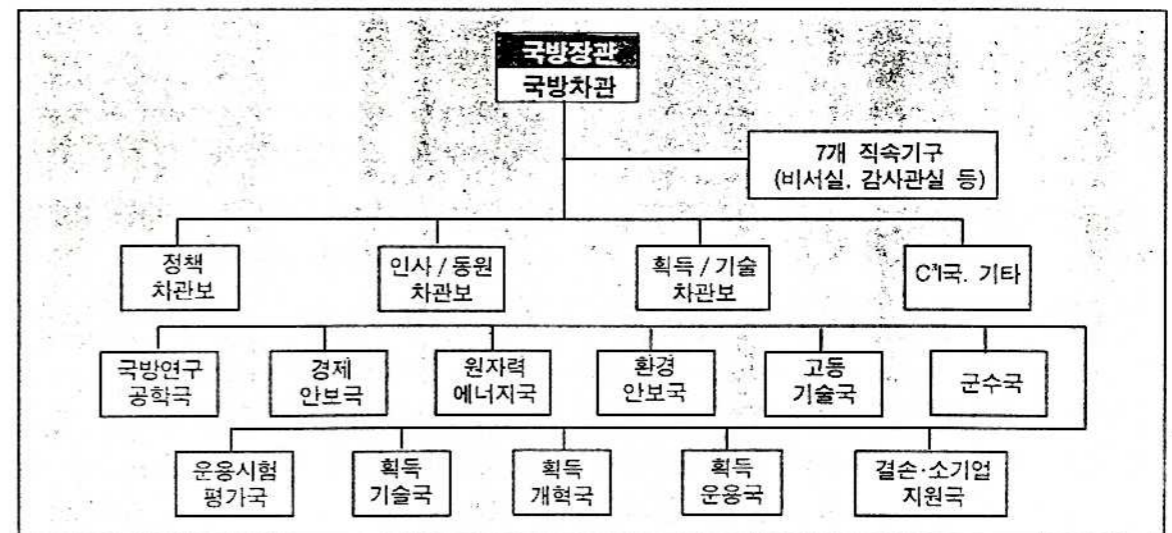 국방장관
국방차관
7개 직속기구
(비서실. 감사관실 등)
정책
차관보
인사 / 동원
차관보
획득 / 기술
차관보
C³I국. 기타
국방연구
공학국
경제
안보국
원자력
에너지국
환경
안보국
고등
기술국
군수국
운용시험
평가국
획득
기술국
획득
개혁국
획득
운용국
결손·소기업
지원국